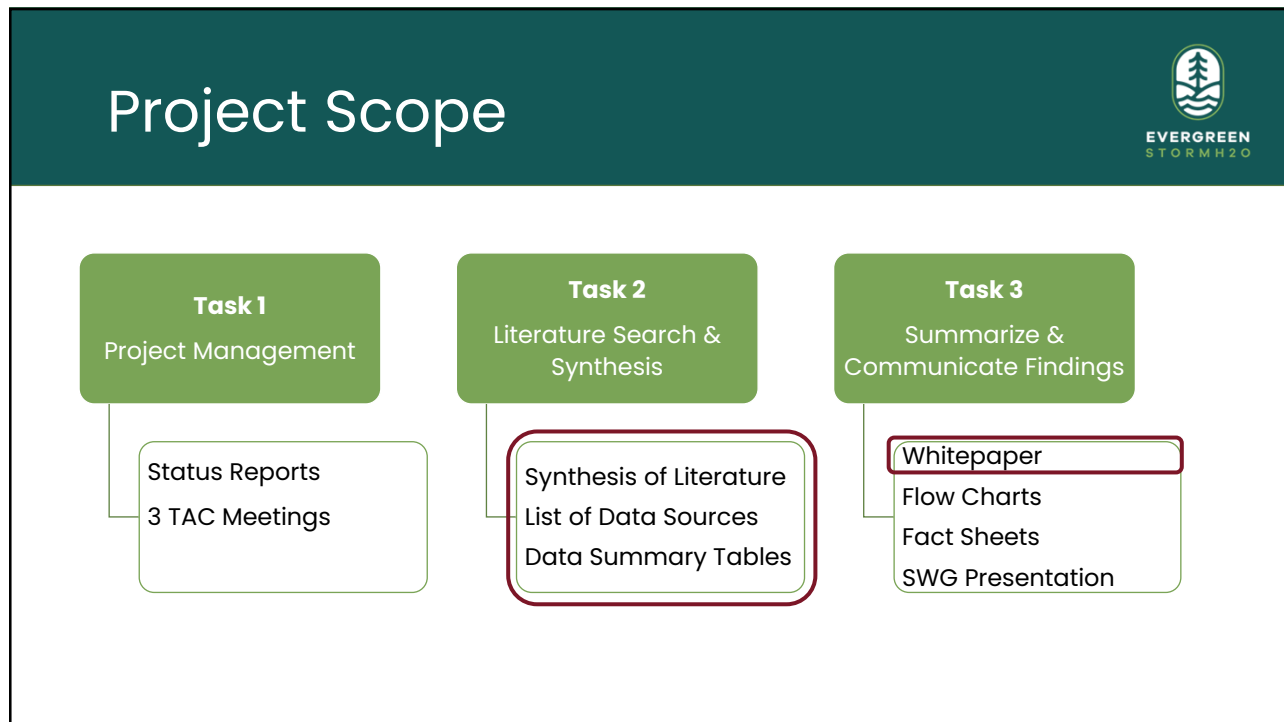 Project Scope
EVERGREEN
STORMH2O
Task 1
Project Management
Status Reports
3 TAC Meetings
Task 2
Literature Search &
Synthesis
Synthesis of Literature
List of Data Sources
Data Summary Tables
Task 3
Summarize &
Communicate Findings
Whitepaper
Flow Charts
Fact Sheets
SWG Presentation